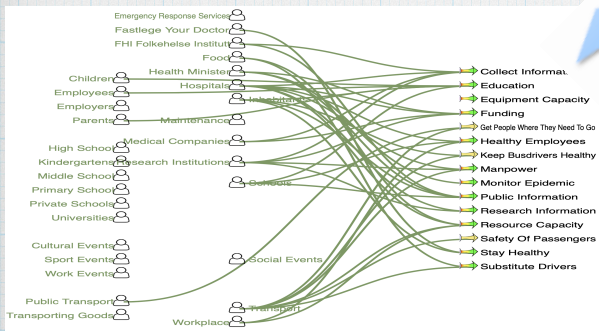 Emergency Response Services
Fastlege Your Doctor
FHI Folkehelse Institutt
Food
Health Minister
Hospitals
Inhabitants
Maintenance
Medical Companies
Research Institutions
Schools
Social Events
Transport
Workplace
Children
Employees
Employers
Parents
High School
Kindergartens
Middle School
Primary School
Private Schools
Universities
Cultural Events
Sport Events
Work Events
Public Transport
Transporting Goods
Collect Informat
Education
Equipment Capacity
Funding
Get People Where They Need To Go
Healthy Employees
Keep Busdrivers Healthy
Manpower
Monitor Epidemic
Public Information
Research Information
Resource Capacity
Safety Of Passengers
Stay Healthy
Substitute Drivers